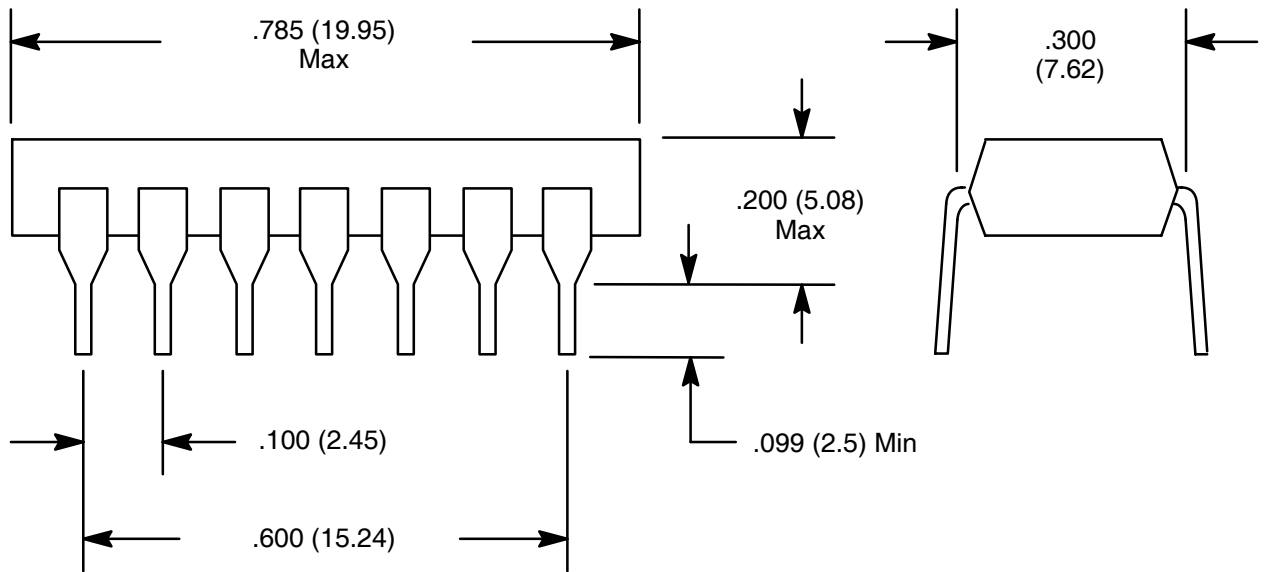 .785 (19.95)
Max
.300
(7.62)
.200 (5.08)
Max
.100 (2.45)
.099 (2.5) Min
.600 (15.24)